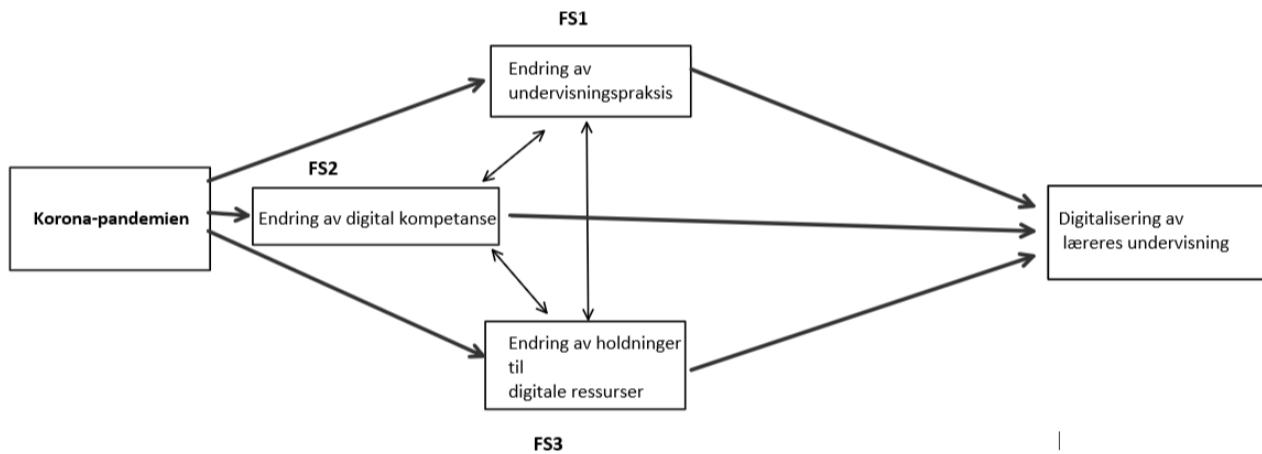 FS1
Endring av
undervisningspraksis
FS2
Korona-pandemien
Endring av digital kompetanse
Digitalisering av
læreres undervisning
Endring av holdninger
til
digitale ressurser
FS3